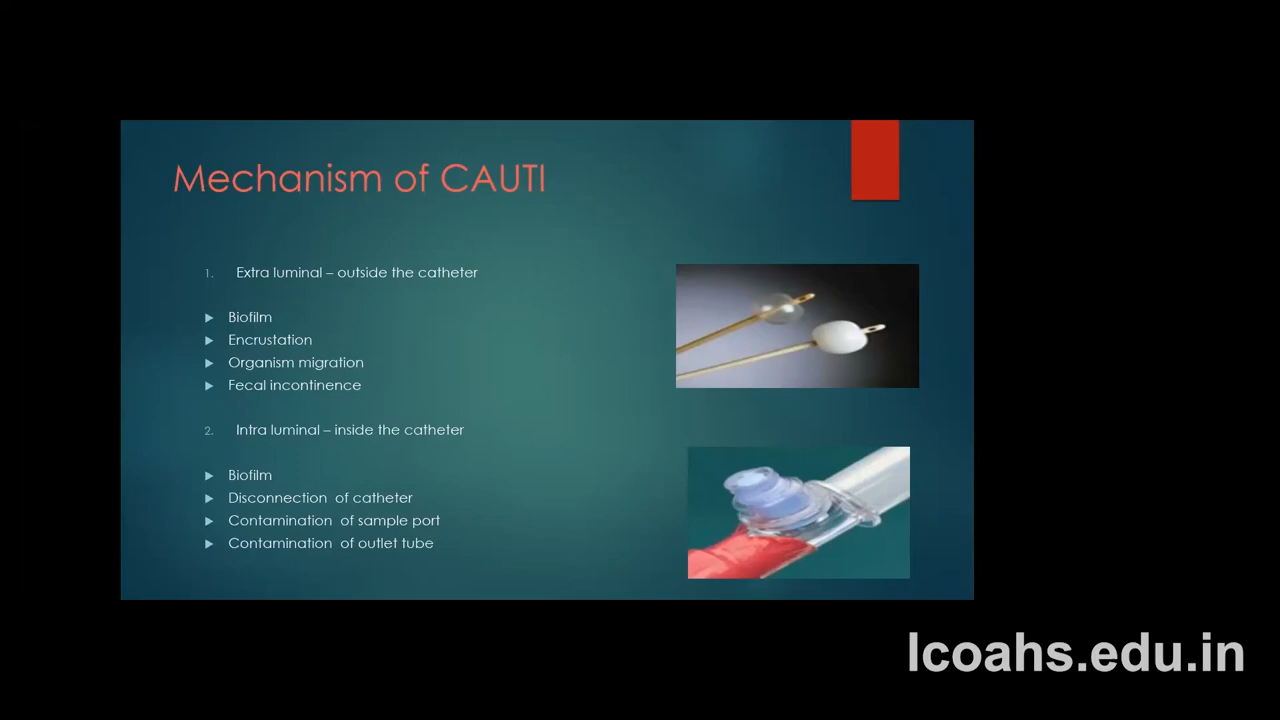 Mechanism of CAUTI
1. Extra luminal – outside the catheter
Biofilm
Encrustation
Organism migration
Fecal incontinence
2. Intra luminal – inside the catheter
Biofilm
Disconnection of catheter
Contamination of sample port
Contamination of outlet tube
lcoahs.edu.in